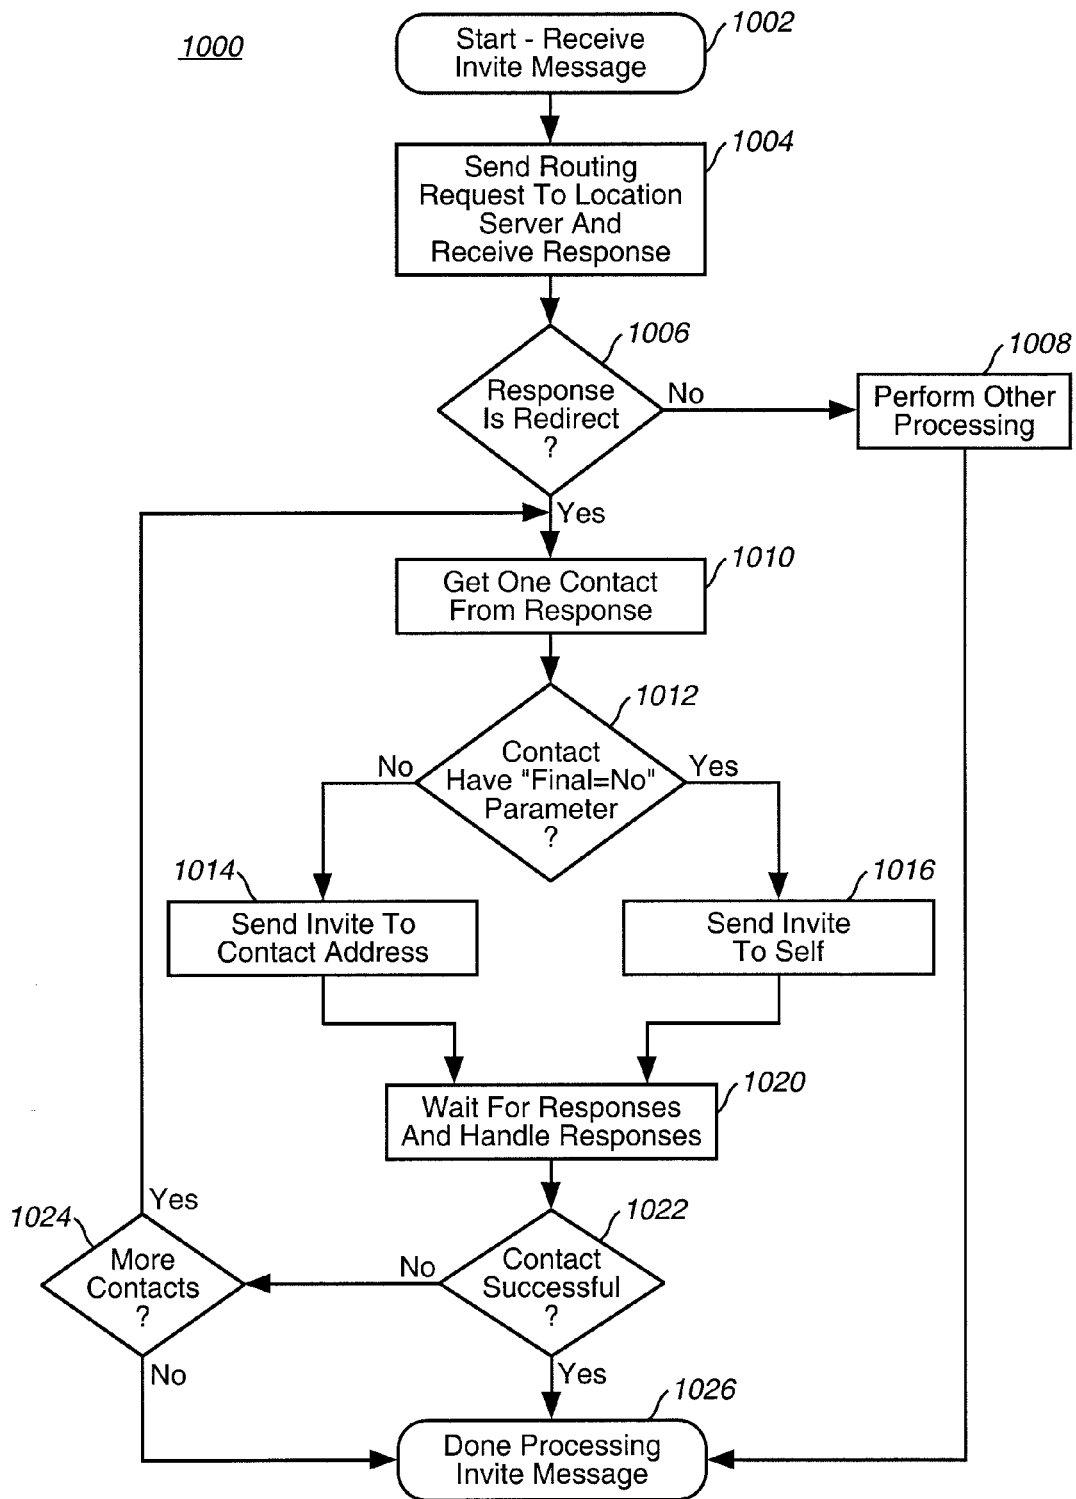 1000
Start - Receive
Invite Message
1002
Send Routing
Request To Location
Server And
Receive Response
1004
Response
Is Redirect
?
1006
No
Perform Other
Processing
1008
Yes
Get One Contact
From Response
1010
Contact
Have "Final=No"
Parameter
?
1012
No
Yes
Send Invite To
Contact Address
1014
Send Invite
To Self
1016
Wait For Responses
And Handle Responses
1020
Contact
Successful
?
1022
No
More
Contacts
?
1024
Yes
No
Yes
Done Processing
Invite Message
1026